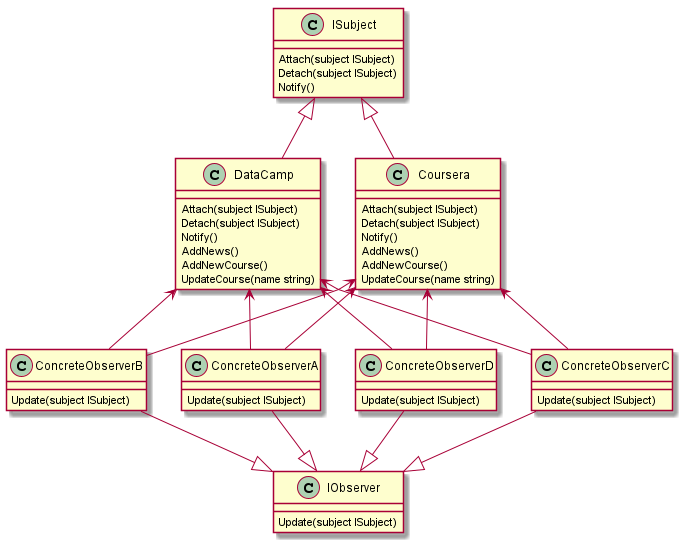 C ISubject
Attach(subject ISubject)
Detach(subject ISubject)
Notify()
C DataCamp
Attach(subject ISubject)
Detach(subject ISubject)
Notify()
AddNews()
AddNewCourse()
UpdateCourse(name string)
C Coursera
Attach(subject ISubject)
Detach(subject ISubject)
Notify()
AddNews()
AddNewCourse()
UpdateCourse(name string)
C ConcreteObserverB
Update(subject ISubject)
C ConcreteObserverA
Update(subject ISubject)
C ConcreteObserverD
Update(subject ISubject)
C ConcreteObserverC
Update(subject ISubject)
C IObserver
Update(subject ISubject)